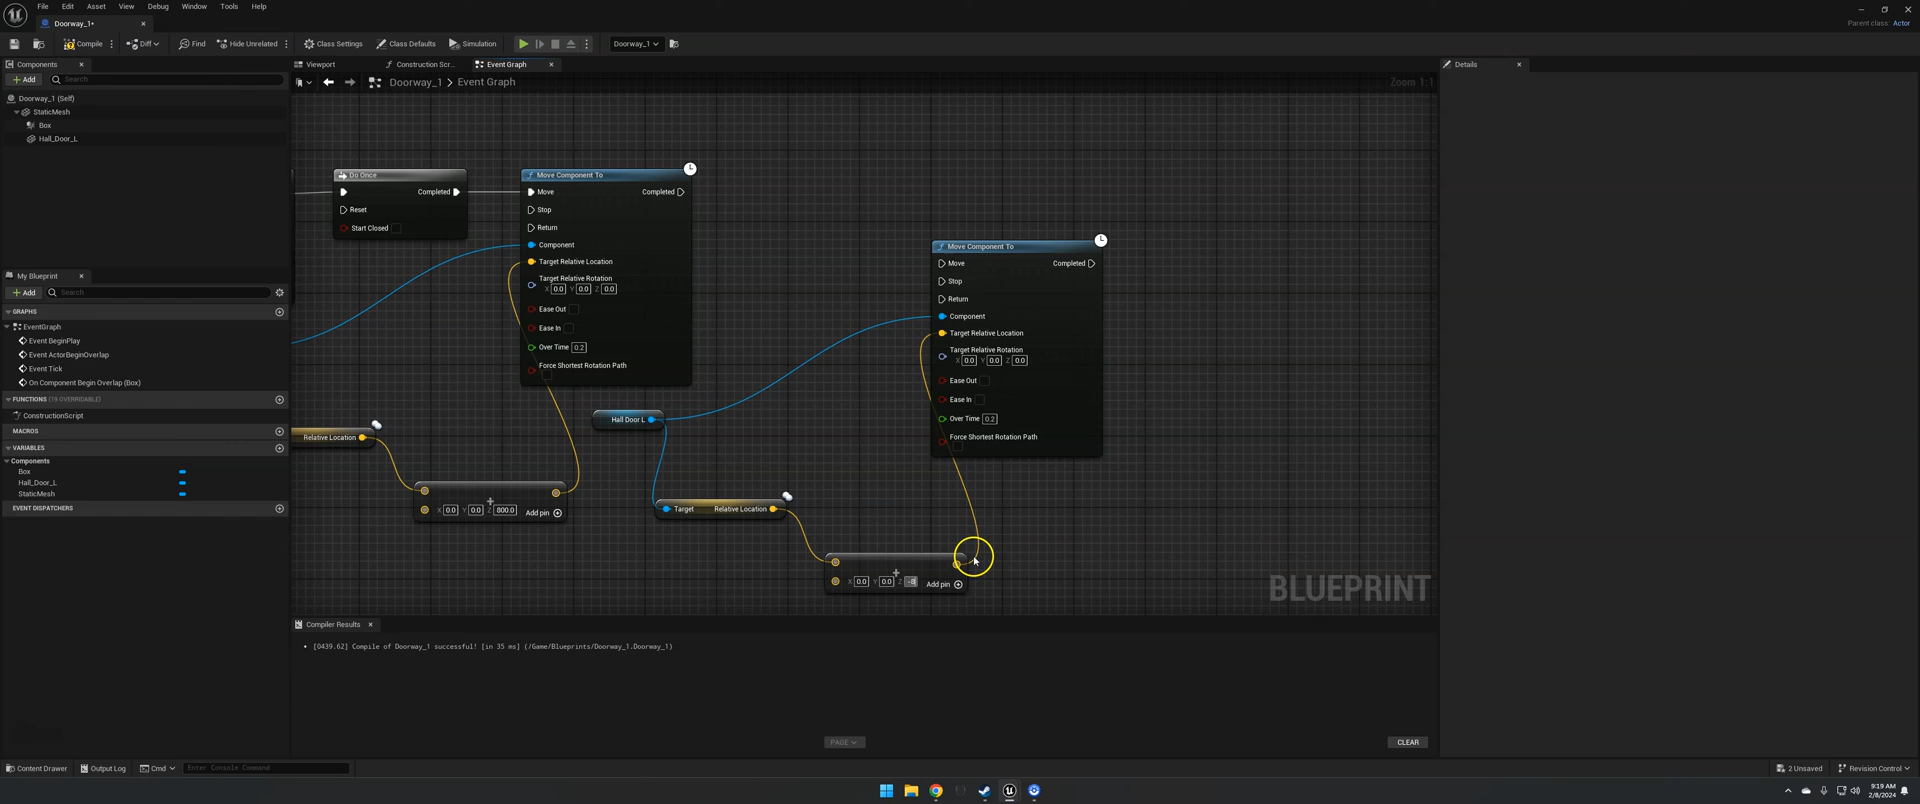 File Edit Asset View Debug Window Tools Help
Doorway_1*
Parent class: Actor
Compile Diff Find Hide Unrelated Class Settings Class Defaults Simulation Doorway_1
Components
Viewport Construction Scr... Event Graph
Details
Add Search
Doorway_1 > Event Graph
Zoom 1:1
Doorway_1 (Self)
StaticMesh
Box
Hall_Door_L
Do Once
Completed
Reset
Start Closed
Move Component To
Move Completed
Stop
Return
Component
Target Relative Location
Target Relative Rotation
X 0.0 Y 0.0 Z 0.0
Ease Out
Ease In
Over Time 0.2
Force Shortest Rotation Path
Move Component To
Move Completed
Stop
Return
Component
Target Relative Location
Target Relative Rotation
X 0.0 Y 0.0 Z 0.0
Ease Out
Ease In
Over Time 0.2
Force Shortest Rotation Path
My Blueprint
Add Search
GRAPHS
EventGraph
Event BeginPlay
Event ActorBeginOverlap
Event Tick
On Component Begin Overlap (Box)
FUNCTIONS (19 OVERRIDABLE)
ConstructionScript
MACROS
VARIABLES
Components
Box
Hall_Door_L
StaticMesh
EVENT DISPATCHERS
Hall Door L
Relative Location
X 0.0 Y 0.0 Z 800.0 Add pin
Target Relative Location
X 0.0 Y 0.0 Z -8 Add pin
BLUEPRINT
Compiler Results
[0439.62] Compile of Doorway_1 successful! [in 35 ms] (/Game/Blueprints/Doorway_1.Doorway_1)
PAGE
CLEAR
Content Drawer Output Log Cmd Enter Console Command
2 Unsaved Revision Control
9:19 AM
2/8/2024